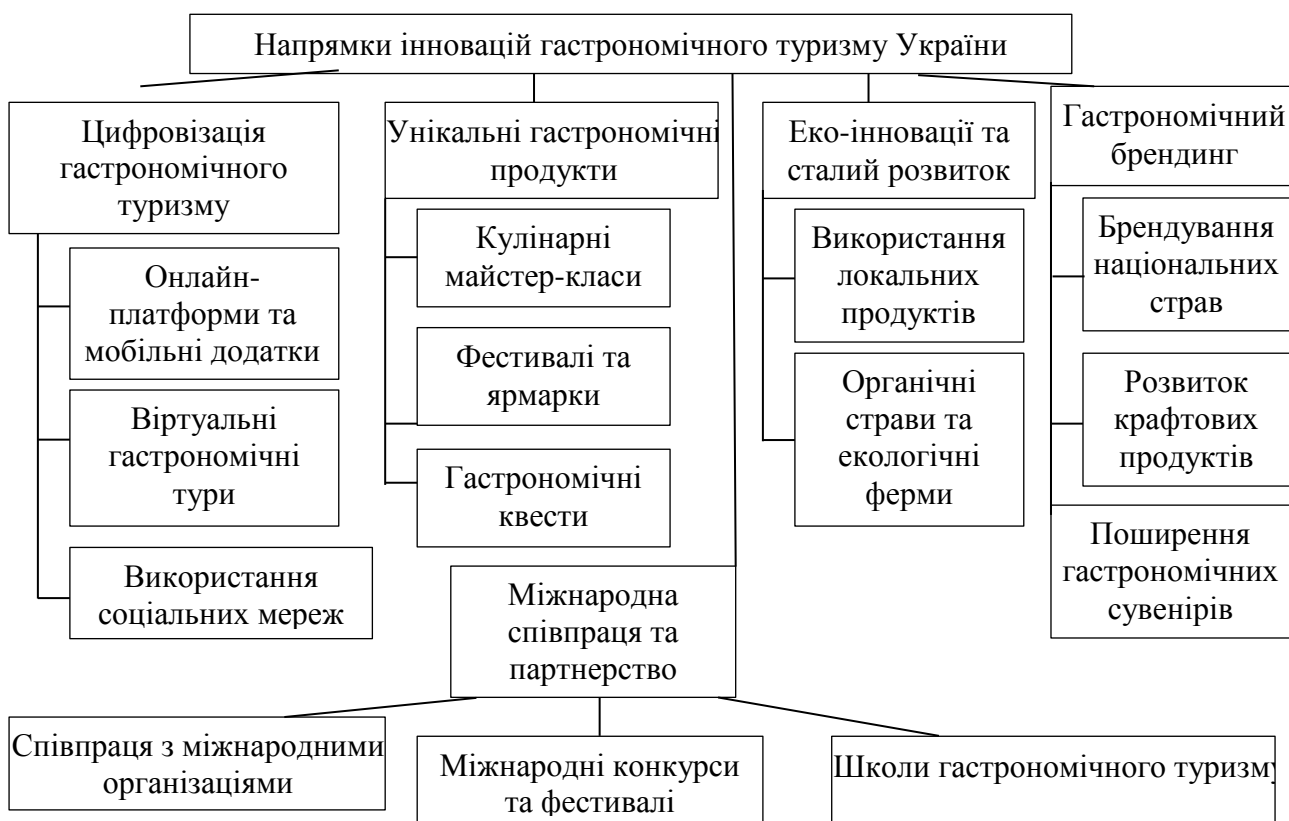 Напрямки інновацій гастрономічного туризму України
Цифровізація
гастрономічного
туризму
Онлайн-
платформи та
мобільні додатки
Віртуальні
гастрономічні
тури
Використання
соціальних мереж
Унікальні гастрономічні
продукти
Кулінарні
майстер-класи
Фестивалі та
ярмарки
Гастрономічні
квести
Еко-інновації та
сталий розвиток
Використання
локальних
продуктів
Органічні
страви та
екологічні
ферми
Гастрономічний
брендинг
Брендування
національних
страв
Розвиток
крафтових
продуктів
Поширення
гастрономічних
сувенірів
Міжнародна
співпраця та
партнерство
Співпраця з міжнародними
організаціями
Міжнародні конкурси
та фестивалі
Школи гастрономічного туризму